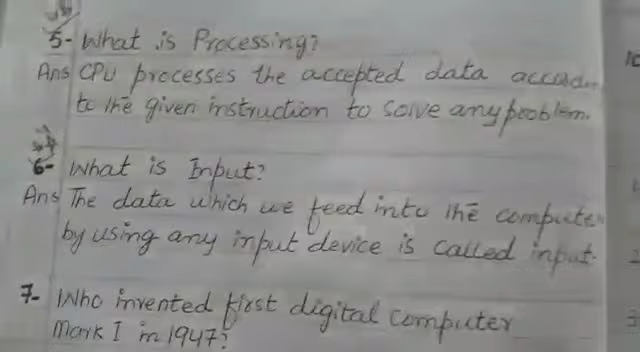 5- What is Processing?
Ans CPU processes the accepted data accordin
to the given instruction to solve any problem.
6- What is Input?
Ans The data which we feed into the computer
by using any input device is called input.
7- Who invented first digital computer
Mark I in 1947?